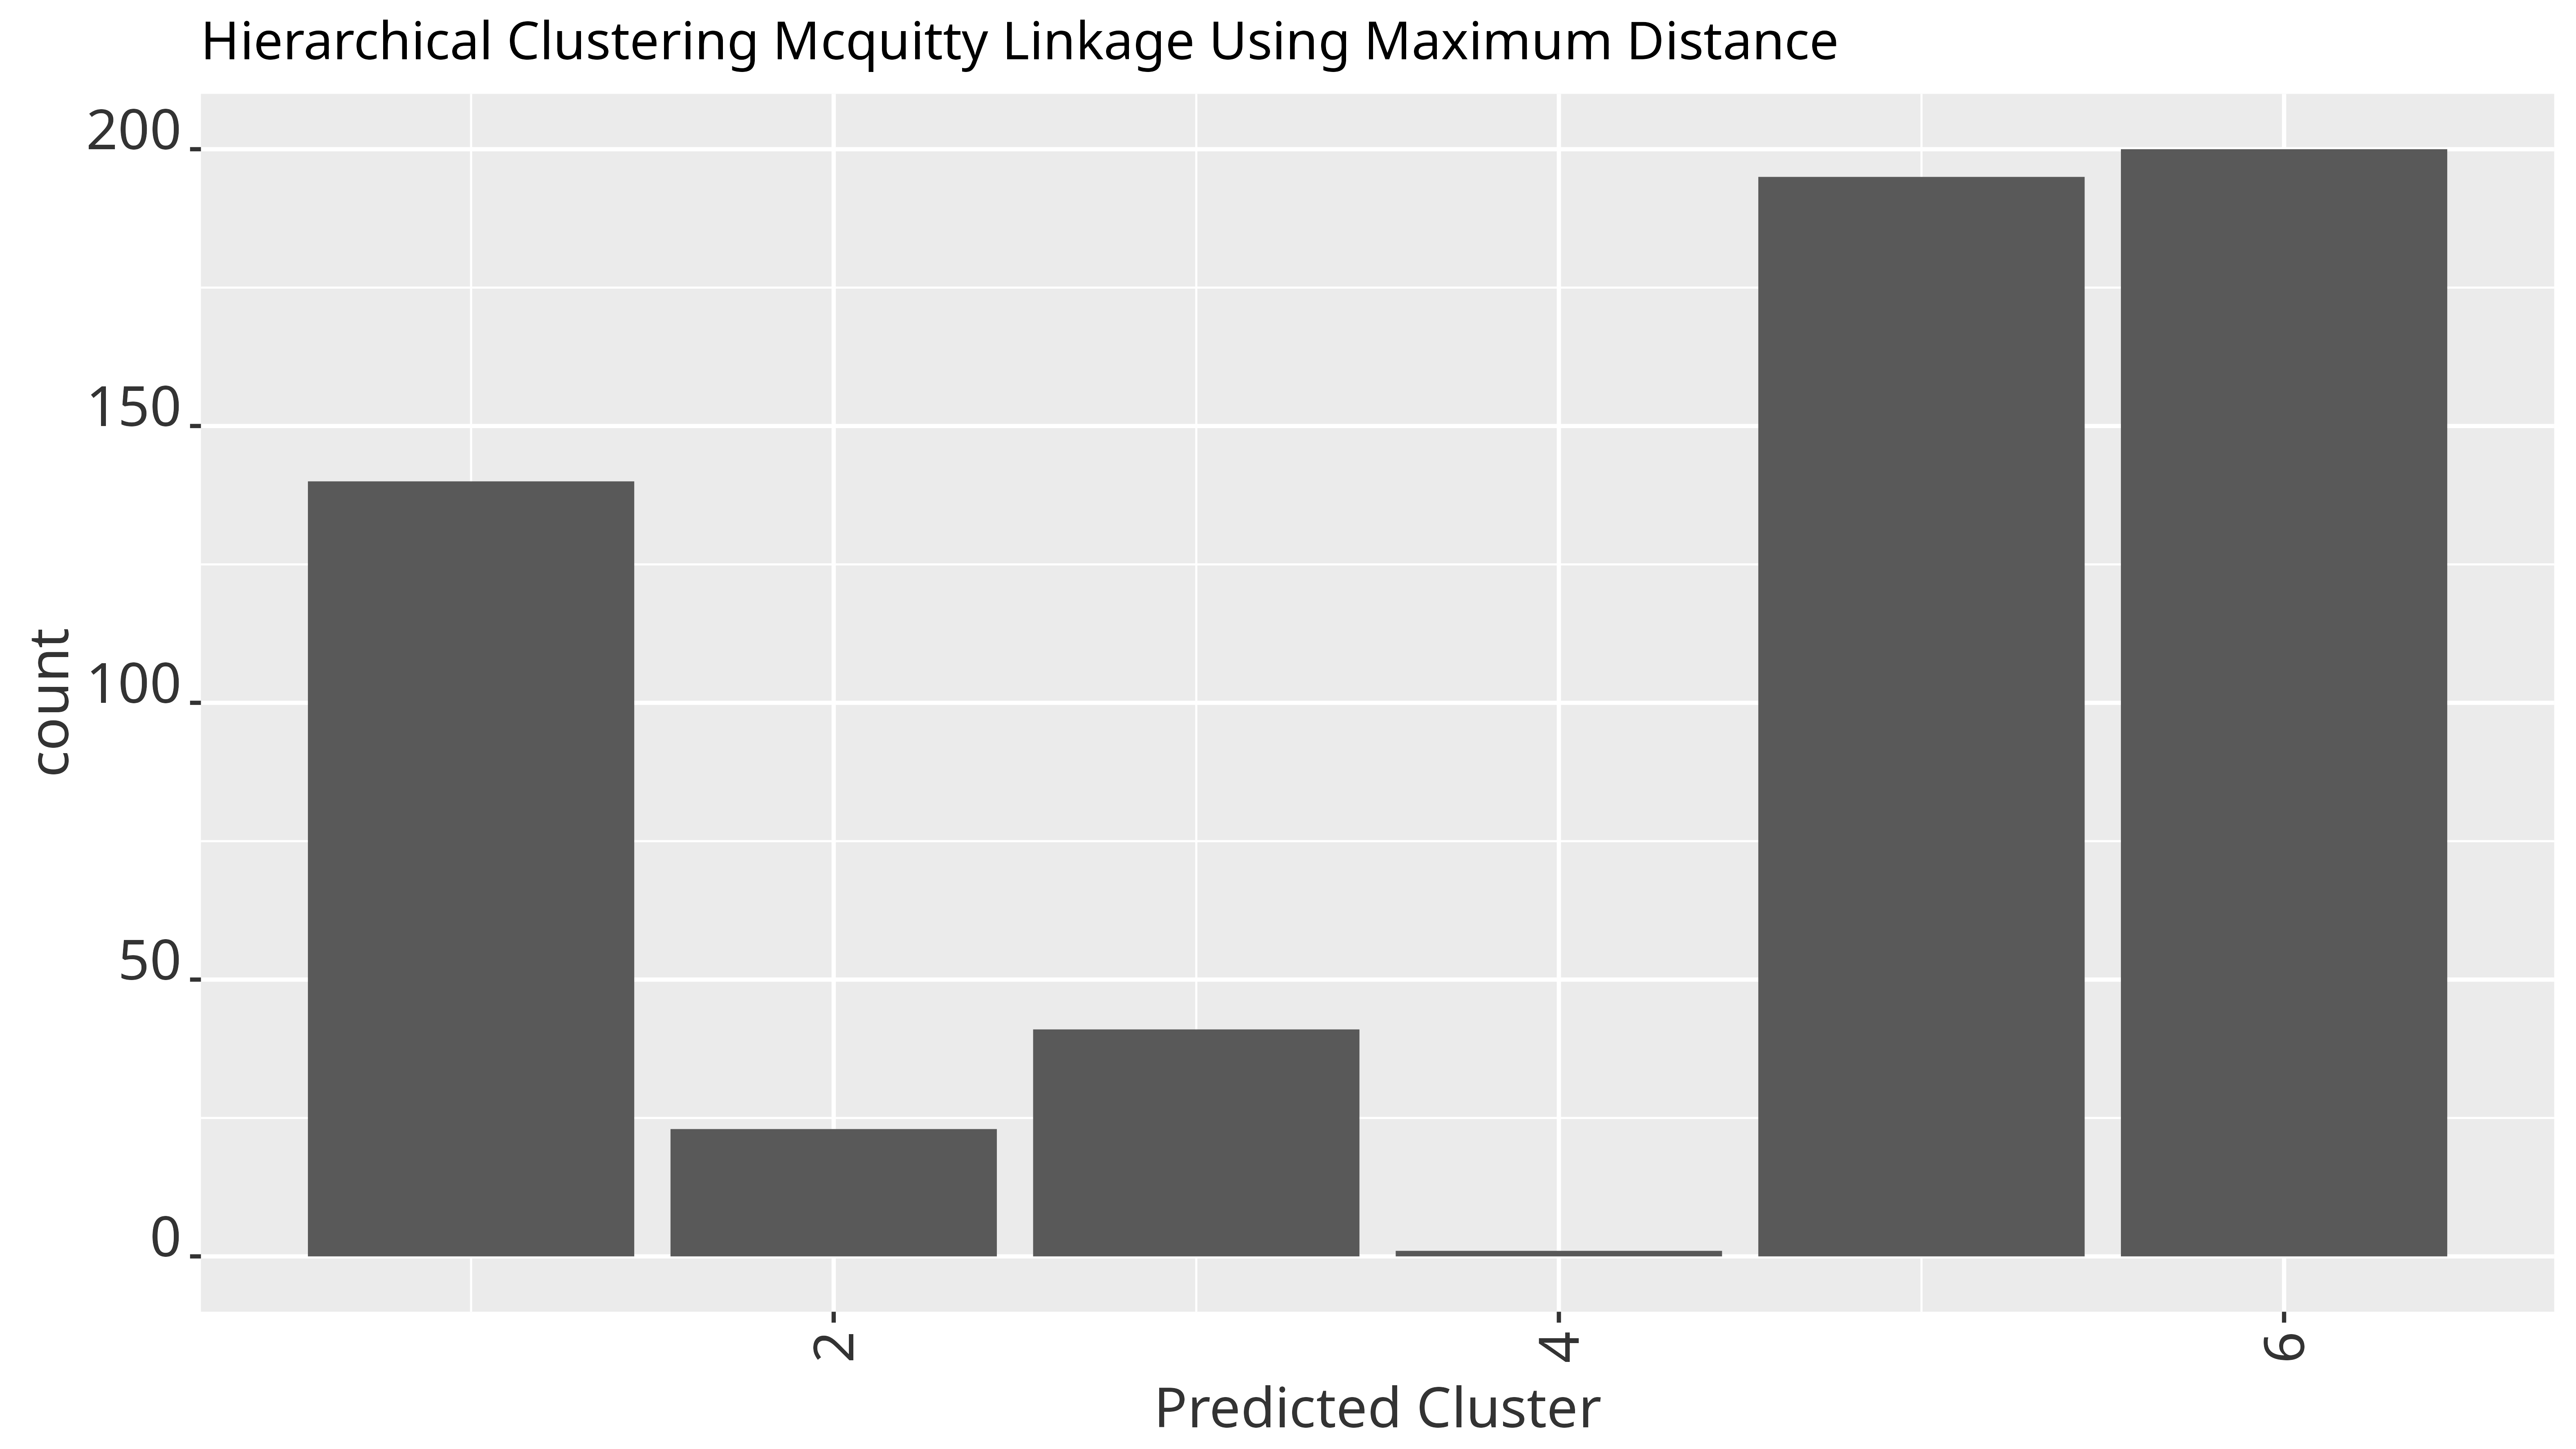 Hierarchical Clustering Mcquitty Linkage Using Maximum Distance
200
150
100
50
0
count
2
4
6
Predicted Cluster